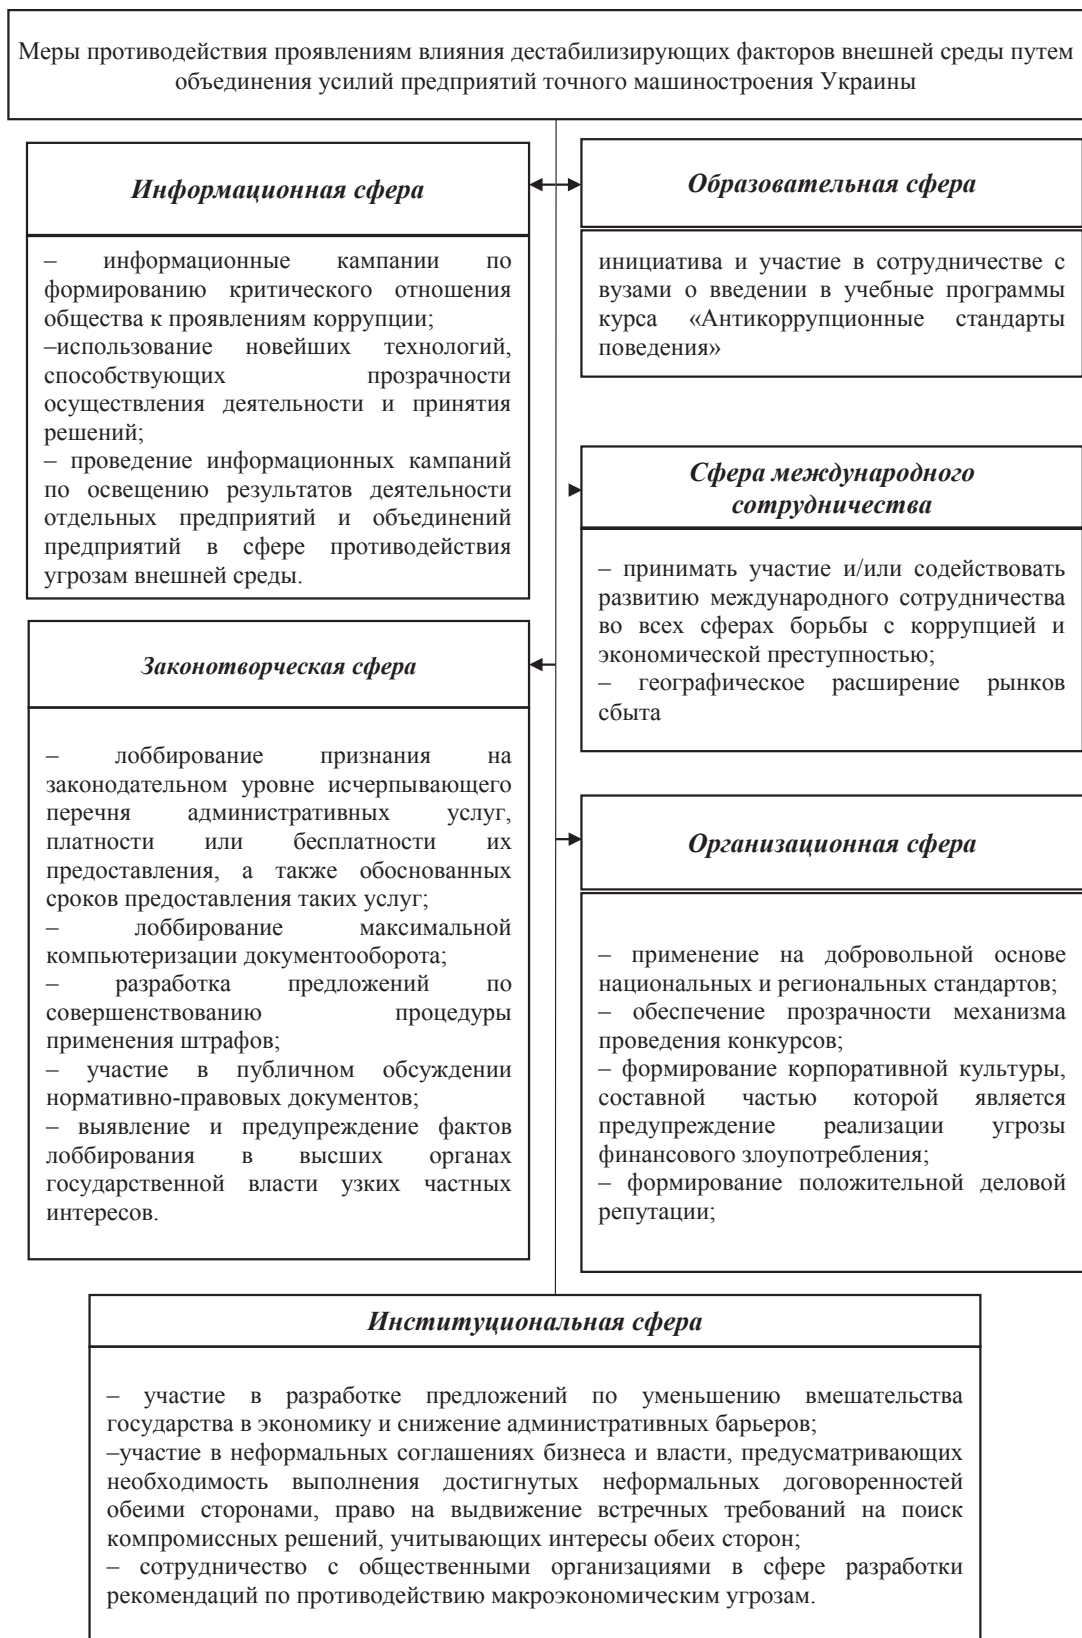 Меры противодействия проявлениям влияния дестабилизирующих факторов внешней среды путем
объединения усилий предприятий точного машиностроения Украины
Информационная сфера
– информационные кампании по
формированию критического отношения
общества к проявлениям коррупции;
–использование новейших технологий,
способствующих прозрачности
осуществления деятельности и принятия
решений;
– проведение информационных кампаний
по освещению результатов деятельности
отдельных предприятий и объединений
предприятий в сфере противодействия
угрозам внешней среды.
Образовательная сфера
инициатива и участие в сотрудничестве с
вузами о введении в учебные программы
курса «Антикоррупционные стандарты
поведения»
Сфера международного
сотрудничества
– принимать участие и/или содействовать
развитию международного сотрудничества
во всех сферах борьбы с коррупцией и
экономической преступностью;
– географическое расширение рынков
сбыта
Законотворческая сфера
– лоббирование признания на
законодательном уровне исчерпывающего
перечня административных услуг,
платности или бесплатности их
предоставления, а также обоснованных
сроков предоставления таких услуг;
– лоббирование максимальной
компьютеризации документооборота;
– разработка предложений по
совершенствованию процедуры
применения штрафов;
– участие в публичном обсуждении
нормативно-правовых документов;
– выявление и предупреждение фактов
лоббирования в высших органах
государственной власти узких частных
интересов.
Организационная сфера
– применение на добровольной основе
национальных и региональных стандартов;
– обеспечение прозрачности механизма
проведения конкурсов;
– формирование корпоративной культуры,
составной частью которой является
предупреждение реализации угрозы
финансового злоупотребления;
– формирование положительной деловой
репутации;
Институциональная сфера
– участие в разработке предложений по уменьшению вмешательства
государства в экономику и снижение административных барьеров;
–участие в неформальных соглашениях бизнеса и власти, предусматривающих
необходимость выполнения достигнутых неформальных договоренностей
обеими сторонами, право на выдвижение встречных требований на поиск
компромиссных решений, учитывающих интересы обеих сторон;
– сотрудничество с общественными организациями в сфере разработки
рекомендаций по противодействию макроэкономическим угрозам.